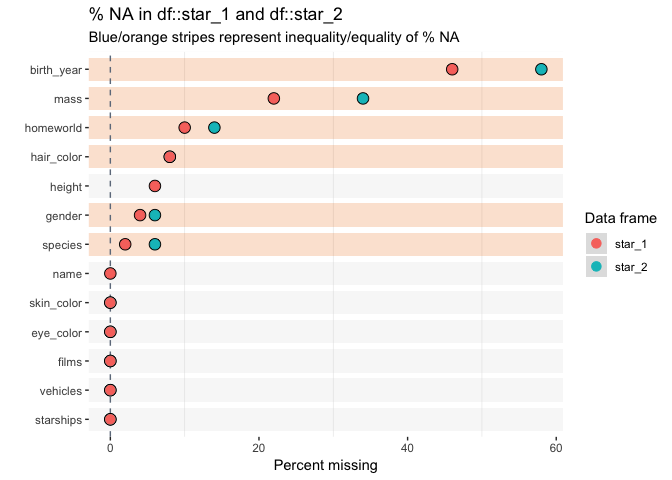 % NA in df::star_1 and df::star_2
Blue/orange stripes represent inequality/equality of % NA
birth_year
mass
homeworld
hair_color
height
gender
species
name
skin_color
eye_color
films
vehicles
starships
0 20 40 60
Percent missing
Data frame
star_1
star_2